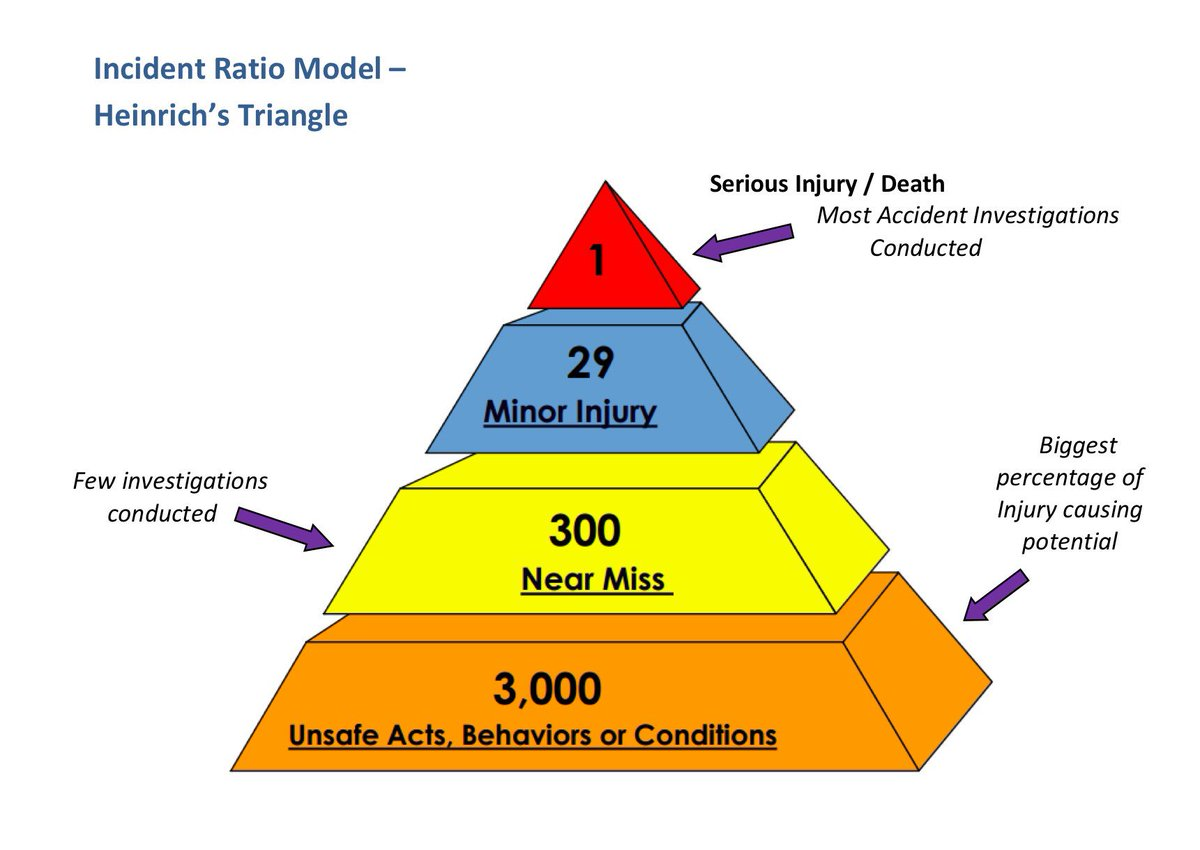 Incident Ratio Model –
Heinrich’s Triangle
Serious Injury / Death
Most Accident Investigations
Conducted
1
29
Minor Injury
Few investigations
conducted
300
Near Miss
Biggest
percentage of
Injury causing
potential
3,000
Unsafe Acts, Behaviors or Conditions